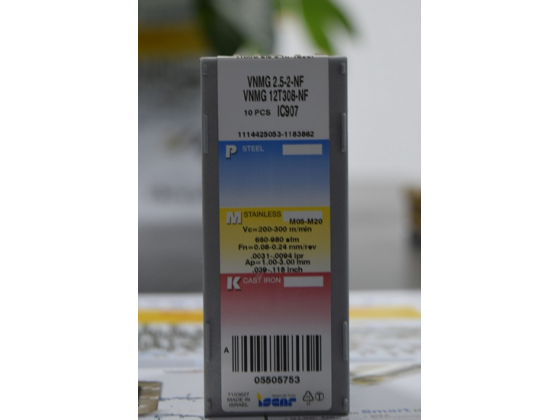 VNMG 2.5-2-NF
VNMG 12T308-NF
10 PCS IC907
1114425053-1183862
P STEEL
M STAINLESS
M05-M20
Vc=200-300 m/min
660-980 sfm
Fn=0.08-0.24 mm/rev
.0031-.0094 ipr
Ap=1.00-3.00 mm
.039-.118 inch
K CAST IRON
A
05505753
MADE IN
ISRAEL
iscar